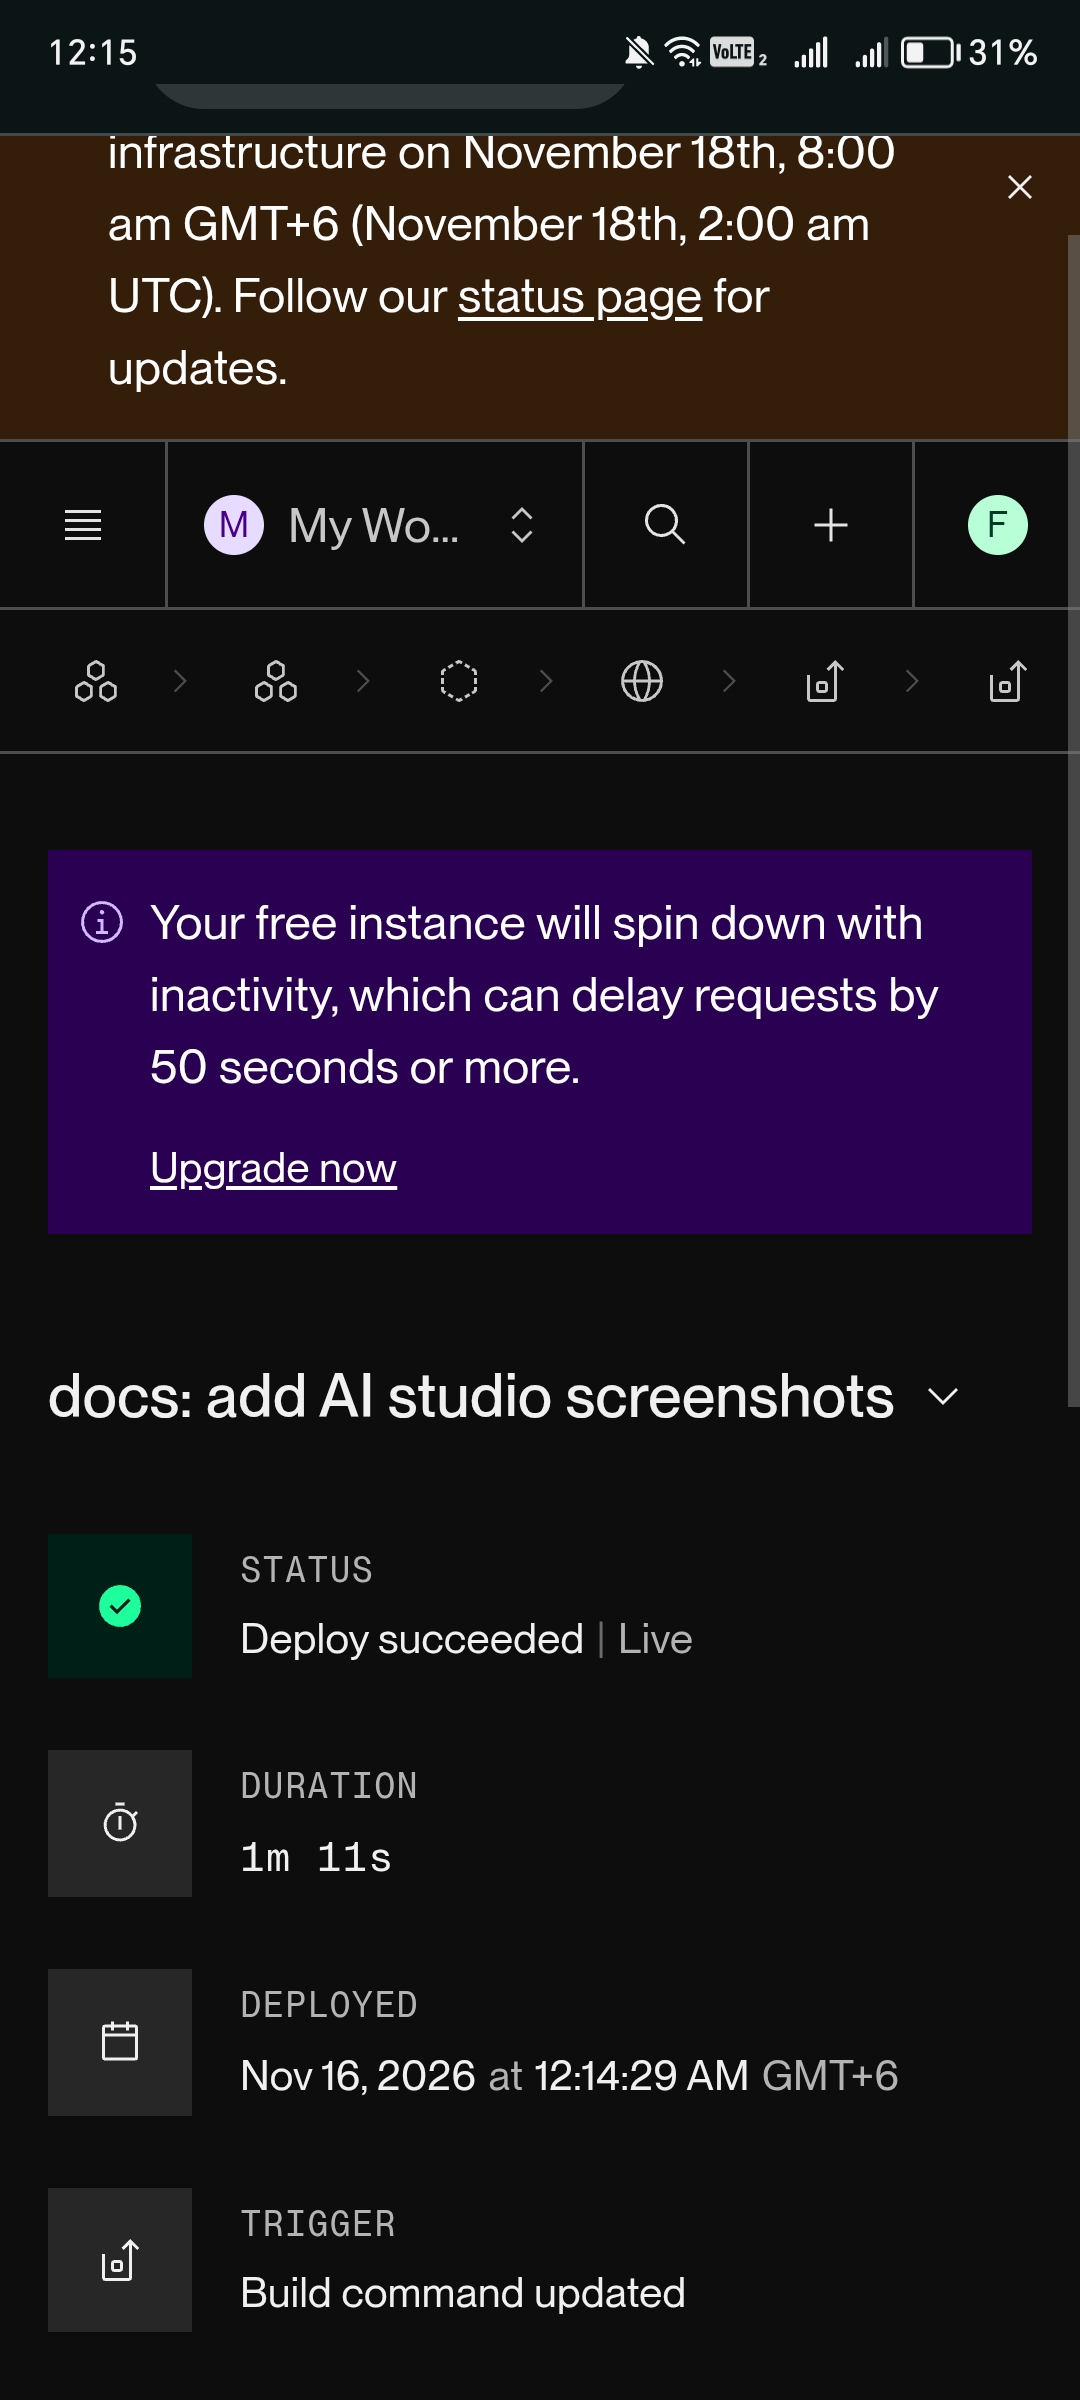 12:15
VoLTE 2
31%
infrastructure on November 18th, 8:00
am GMT+6 (November 18th, 2:00 am
UTC). Follow our status page for
updates.
M My Wo...
F
Your free instance will spin down with
inactivity, which can delay requests by
50 seconds or more.
Upgrade now
docs: add AI studio screenshots
STATUS
Deploy succeeded | Live
DURATION
1m 11s
DEPLOYED
Nov 16, 2026 at 12:14:29 AM GMT+6
TRIGGER
Build command updated